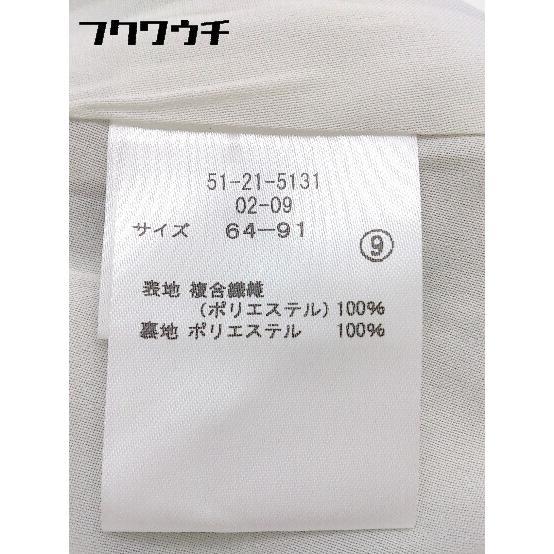 フクワウチ
51-21-5131
02-09
サイズ 64-91 ⑨
表地 複合繊維
(ポリエステル) 100%
裏地 ポリエステル 100%